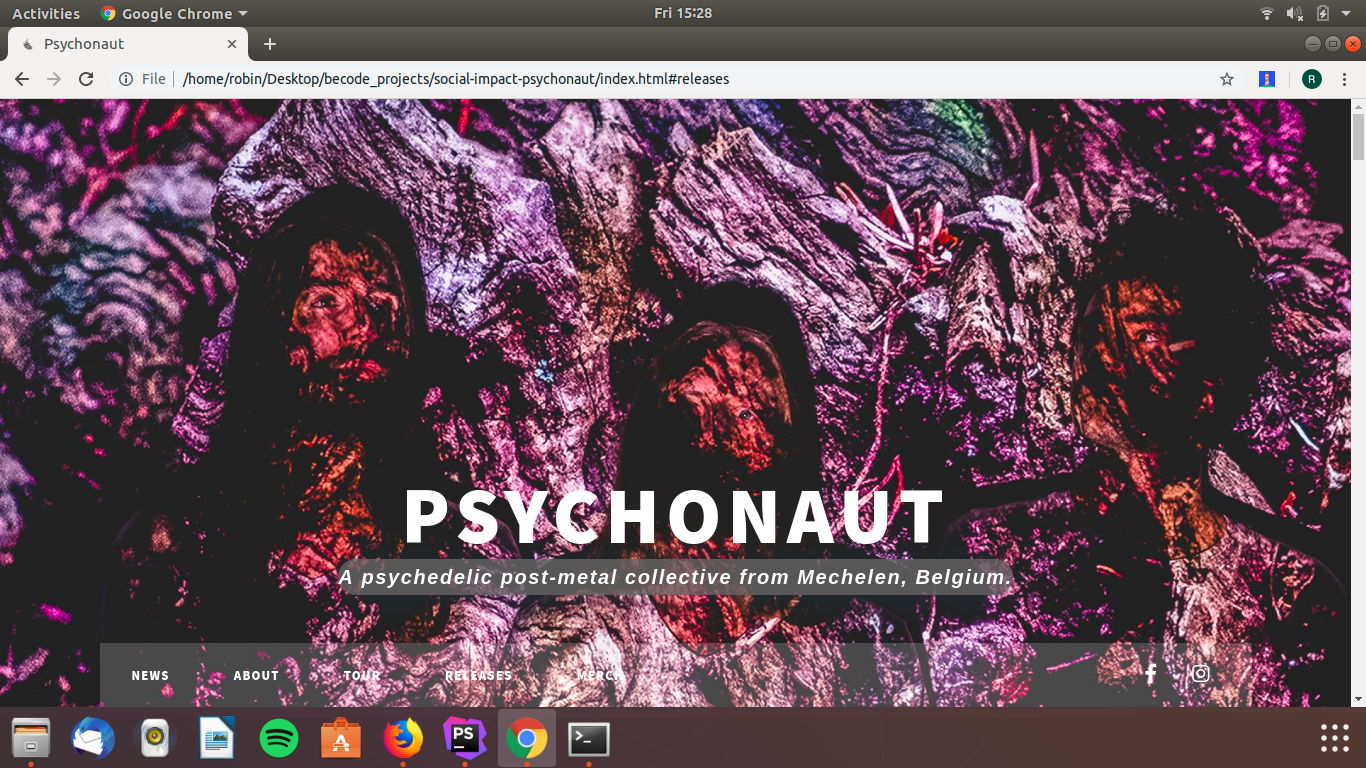 Activities Google Chrome Fri 15:28
Psychonaut
File /home/robin/Desktop/becode_projects/social-impact-psychonaut/index.html#releases R
PSYCHONAUT
A psychedelic post-metal collective from Mechelen, Belgium.
NEWS ABOUT TOUR RELEASES MERCH
PS